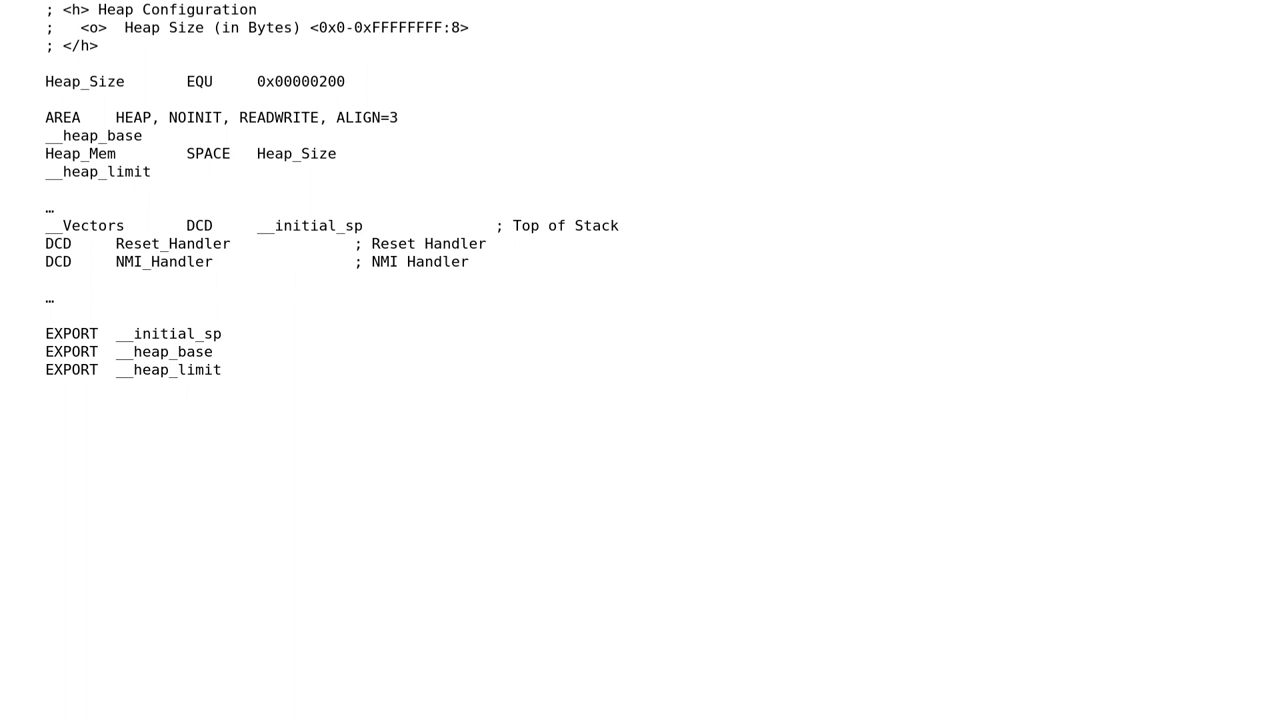 ; <h> Heap Configuration
;   <o>  Heap Size (in Bytes) <0x0-0xFFFFFFFF:8>
; </h>

Heap_Size       EQU     0x00000200

AREA    HEAP, NOINIT, READWRITE, ALIGN=3
__heap_base
Heap_Mem        SPACE   Heap_Size
__heap_limit

…
__Vectors       DCD     __initial_sp               ; Top of Stack
DCD     Reset_Handler              ; Reset Handler
DCD     NMI_Handler                ; NMI Handler

…

EXPORT  __initial_sp
EXPORT  __heap_base
EXPORT  __heap_limit